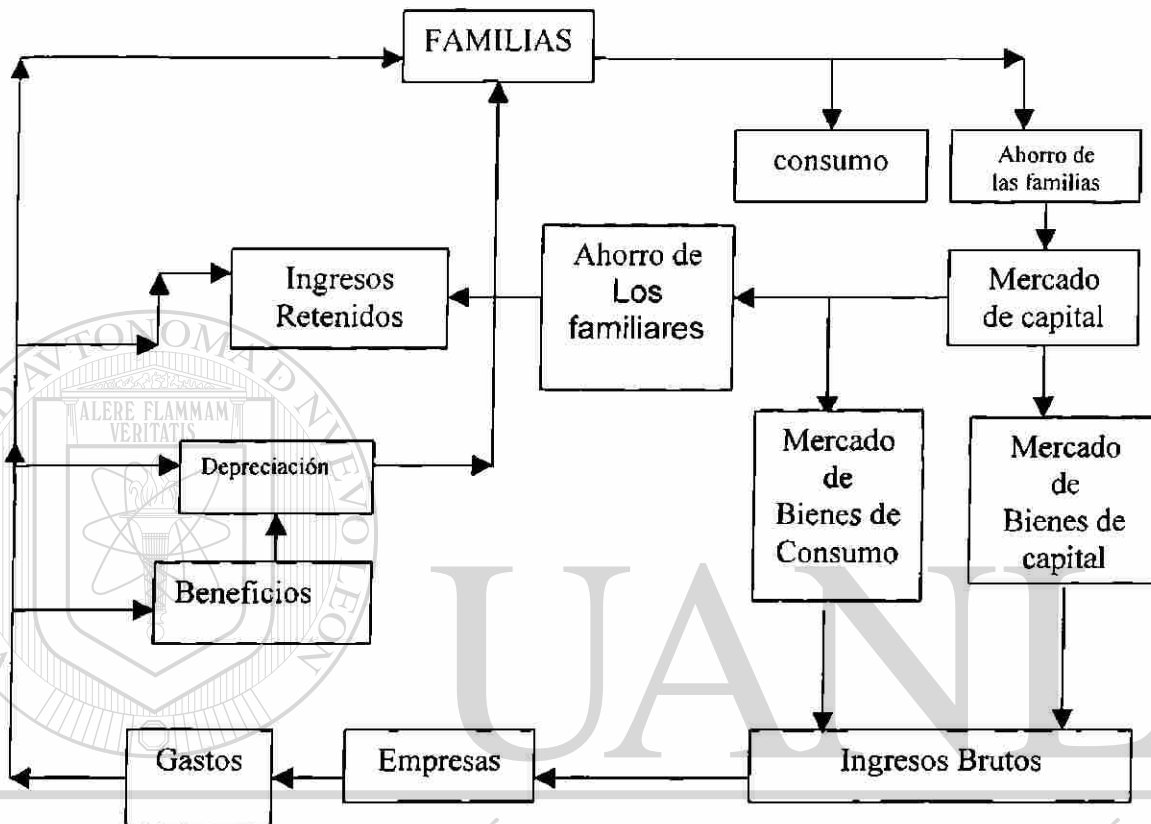 FAMILIAS
consumo
Ahorro de
las familias
Ingresos
Retenidos
Ahorro de
Los
familiares
Mercado
de capital
Depreciación
Mercado
de
Bienes de
Consumo
Mercado
de
Bienes de
capital
Beneficios
Gastos
Empresas
Ingresos Brutos
ALERE FLAMMAM
VERITATIS
UANL